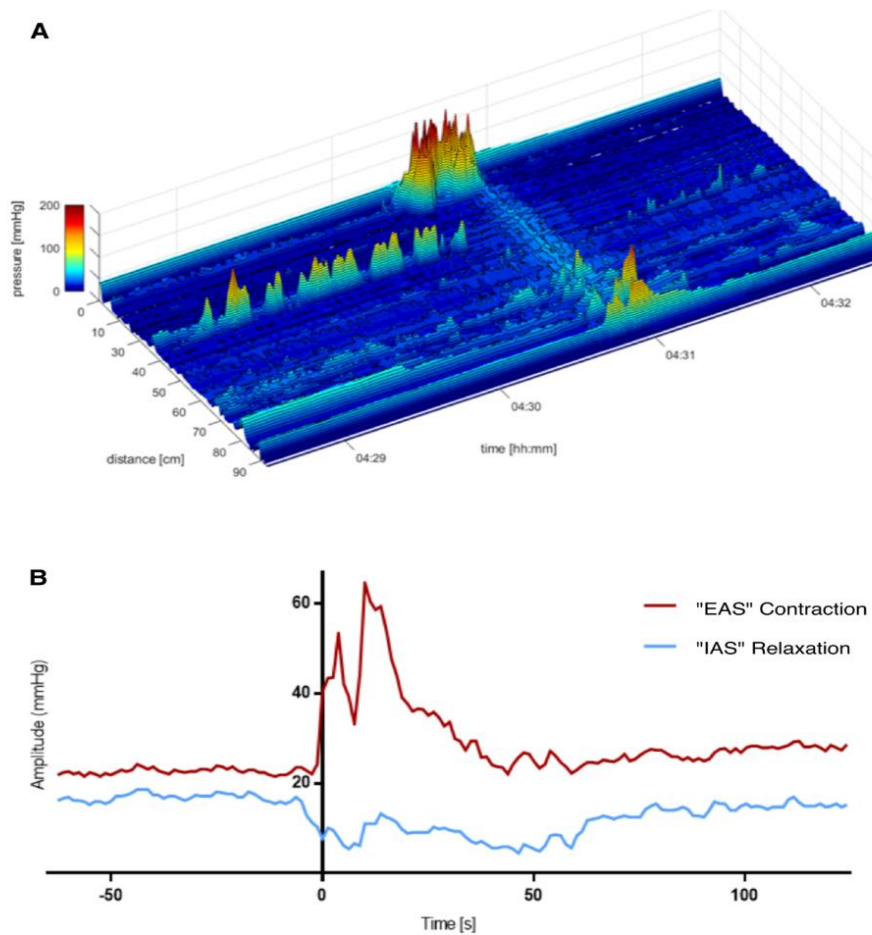 A
pressure [mmHg]
200
100
0
0
10
20
30
40
50
60
70
80
90
distance [cm]
04:29
04:30
04:31
04:32
time [hh:mm]
B
Amplitude (mmHg)
60
40
20
"EAS" Contraction
"IAS" Relaxation
-50
0
50
100
Time [s]